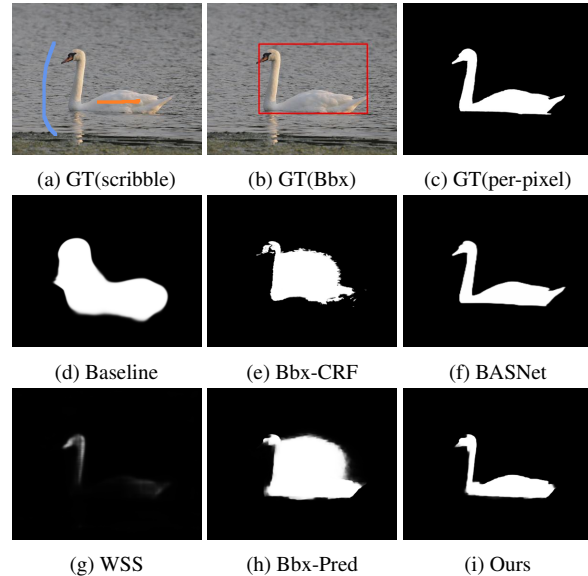 (a) GT(scribble)
(b) GT(Bbx)
(c) GT(per-pixel)
(d) Baseline
(e) Bbx-CRF
(f) BASNet
(g) WSS
(h) Bbx-Pred
(i) Ours